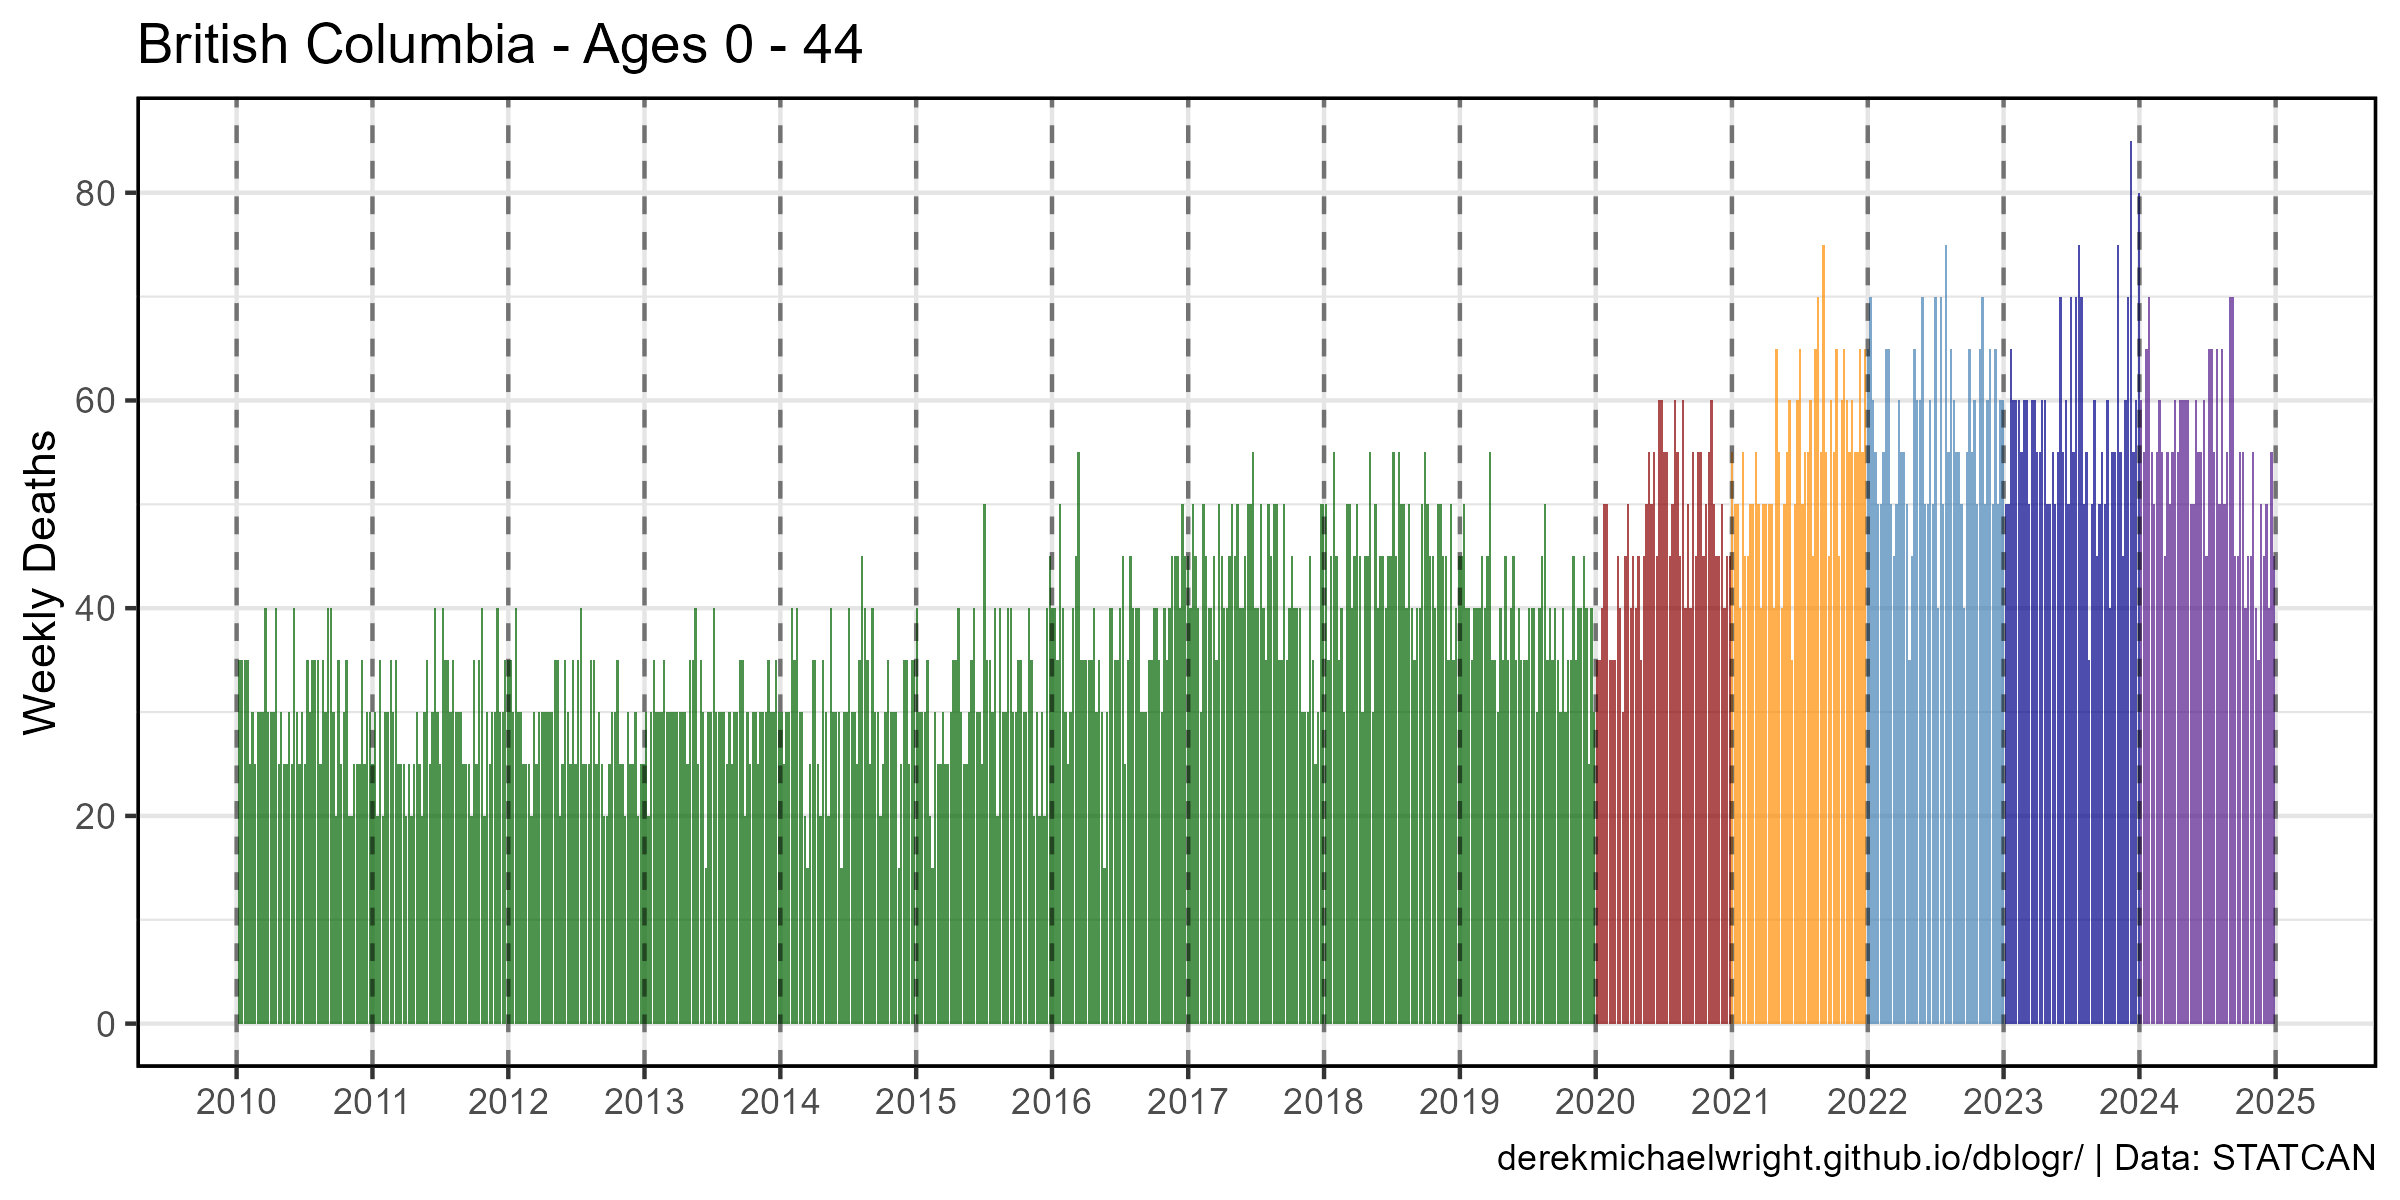 British Columbia - Ages 0 - 44
Weekly Deaths
80
60
40
20
0
2010 2011 2012 2013 2014 2015 2016 2017 2018 2019 2020 2021 2022 2023 2024 2025
derekmichaelwright.github.io/dblogr/ | Data: STATCAN